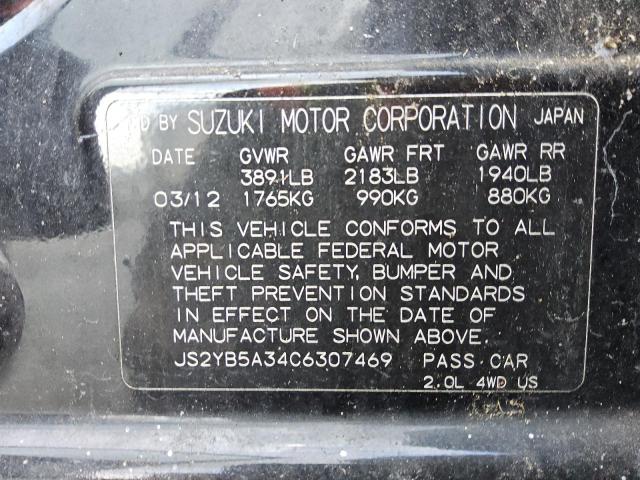 D BY SUZUKI MOTOR CORPORATION JAPAN
DATE GVWR GAWR FRT GAWR RR
3891LB 2183LB 1940LB
03/12 1765KG 990KG 880KG
THIS VEHICLE CONFORMS TO ALL
APPLICABLE FEDERAL MOTOR
VEHICLE SAFETY, BUMPER AND
THEFT PREVENTION STANDARDS
IN EFFECT ON THE DATE OF
MANUFACTURE SHOWN ABOVE.
JS2YB5A34C6307469 PASS. CAR
2.0L 4WD US